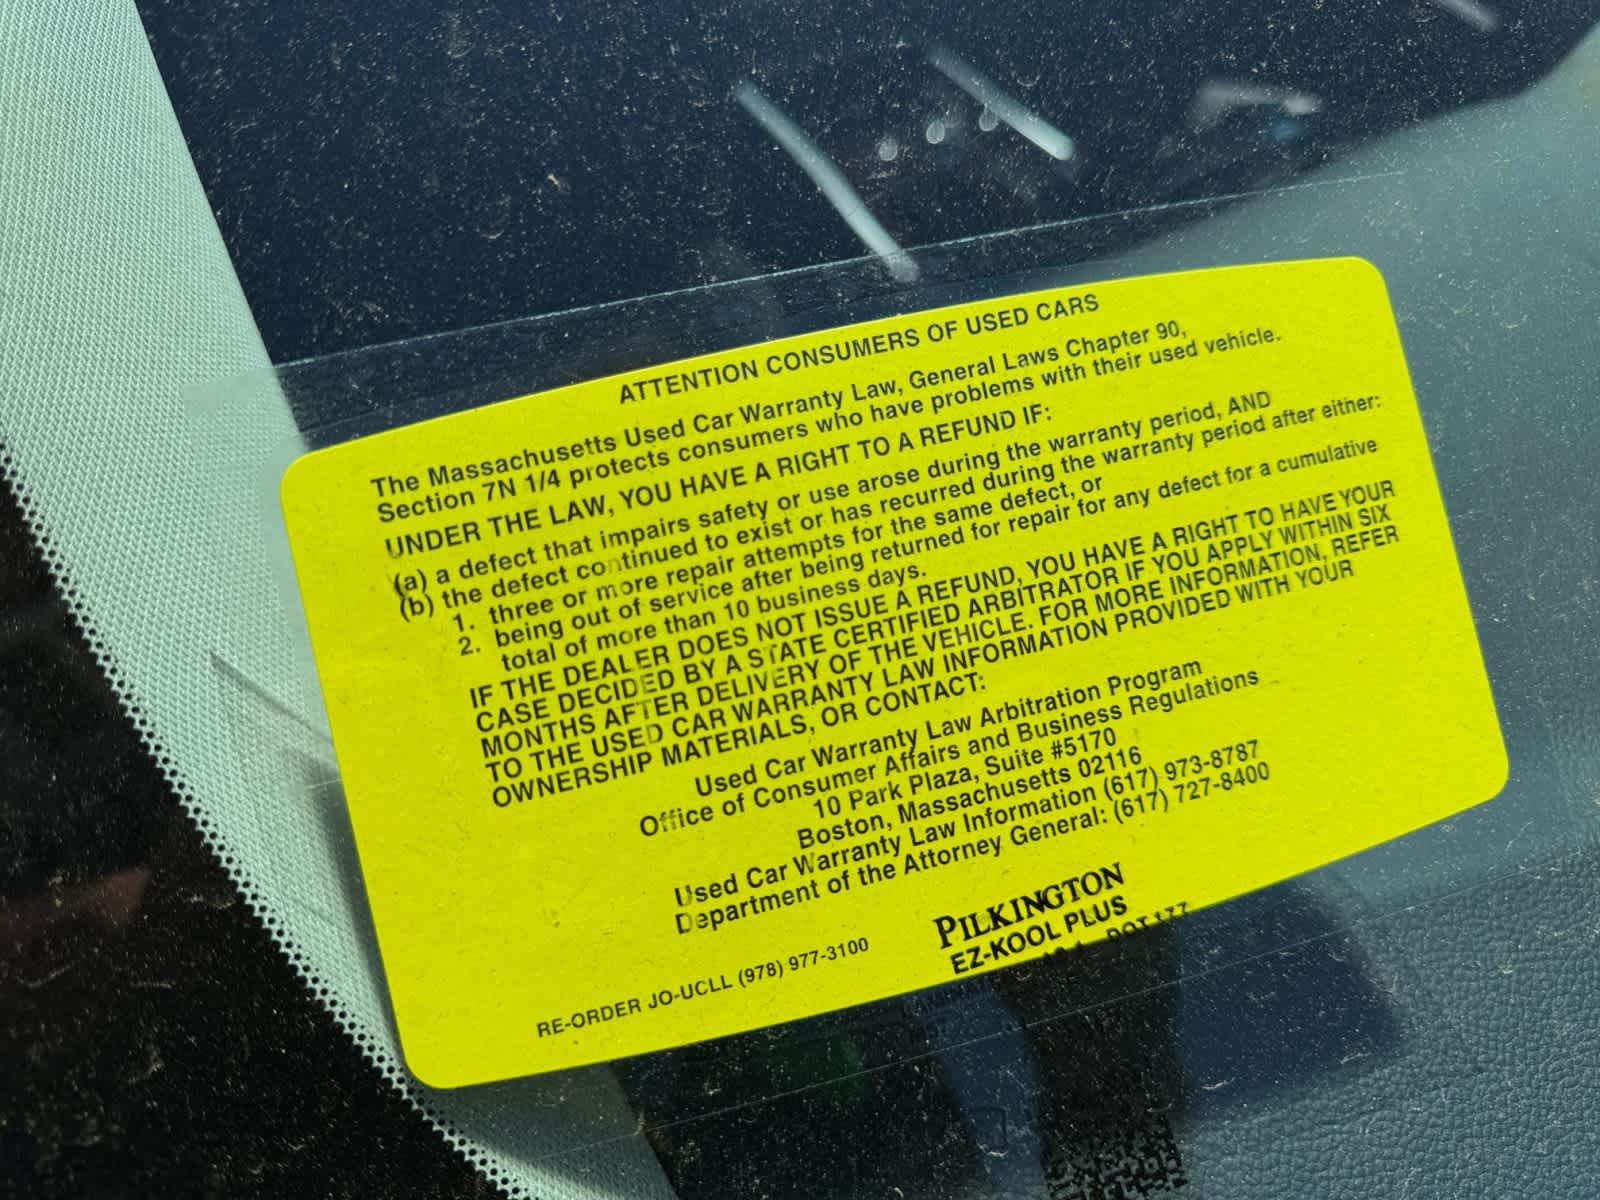 ATTENTION CONSUMERS OF USED CARS
The Massachusetts Used Car Warranty Law, General Laws Chapter 90,
Section 7N 1/4 protects consumers who have problems with their used vehicle.
UNDER THE LAW, YOU HAVE A RIGHT TO A REFUND IF:
(a) a defect that impairs safety or use arose during the warranty period, AND
(b) the defect continued to exist or has recurred during the warranty period after either:
1. three or more repair attempts for the same defect, or
2. being out of service after being returned for repair for any defect for a cumulative
total of more than 10 business days.
IF THE DEALER DOES NOT ISSUE A REFUND, YOU HAVE A RIGHT TO HAVE YOUR
CASE DECIDED BY A STATE CERTIFIED ARBITRATOR IF YOU APPLY WITHIN SIX
MONTHS AFTER DELIVERY OF THE VEHICLE. FOR MORE INFORMATION, REFER
TO THE USED CAR WARRANTY LAW INFORMATION PROVIDED WITH YOUR
OWNERSHIP MATERIALS, OR CONTACT:
Used Car Warranty Law Arbitration Program
Office of Consumer Affairs and Business Regulations
10 Park Plaza, Suite #5170
Boston, Massachusetts 02116
Used Car Warranty Law Information (617) 973-8787
Department of the Attorney General: (617) 727-8400
RE-ORDER JO-UCLL (978) 977-3100
PILKINGTON
EZ-KOOL PLUS
DOT 177